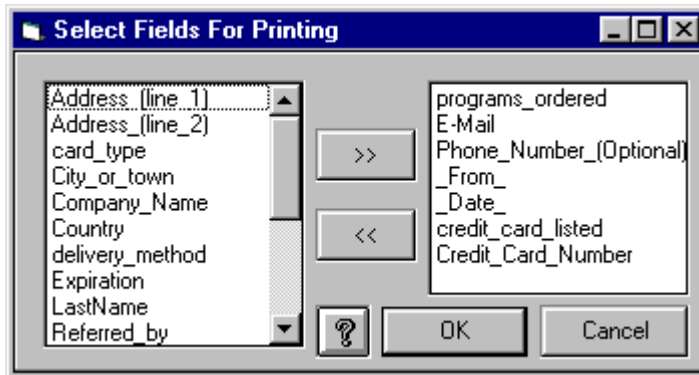 Select Fields For Printing
Address_(line_1)
Address_(line_2)
card_type
City_or_town
Company_Name
Country
delivery_method
Expiration
LastName
Referred_by
>>
<<
programs_ordered
E-Mail
Phone_Number_(Optional)
_From_
_Date_
credit_card_listed
Credit_Card_Number
?
OK
Cancel